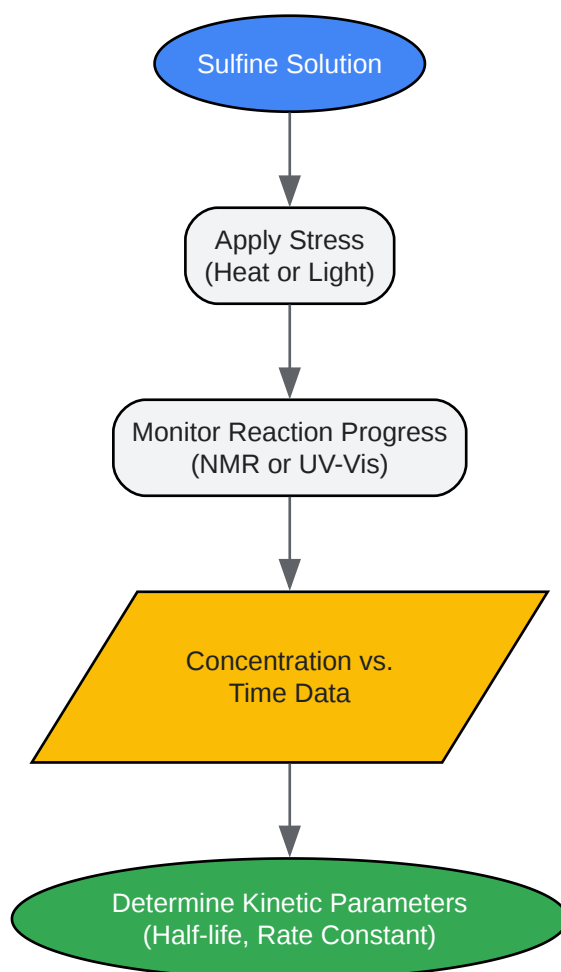 Sulfine Solution
Apply Stress
(Heat or Light)
Monitor Reaction Progress
(NMR or UV-Vis)
Concentration vs.
Time Data
Determine Kinetic Parameters
(Half-life, Rate Constant)